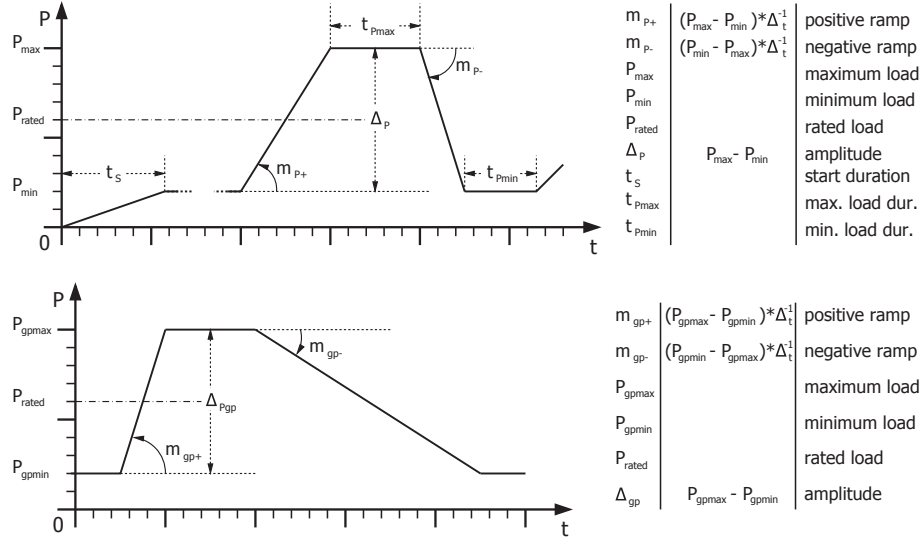 P
t_Pmax
P_max
m_P-
P_rated
Δ_P
t_S
m_P+
t_Pmin
P_min
0
t
m_P+ (P_max - P_min)*Δ_t^-1 positive ramp
m_P- (P_min - P_max)*Δ_t^-1 negative ramp
P_max maximum load
P_min minimum load
P_rated rated load
Δ_P P_max - P_min amplitude
t_S start duration
t_Pmax max. load dur.
t_Pmin min. load dur.
P
P_gpmax
m_gp-
P_rated
Δ_Pgp
m_gp+
P_gpmin
0
t
m_gp+ (P_gpmax - P_gpmin)*Δ_t^-1 positive ramp
m_gp- (P_gpmin - P_gpmax)*Δ_t^-1 negative ramp
P_gpmax maximum load
P_gpmin minimum load
P_rated rated load
Δ_gp P_gpmax - P_gpmin amplitude